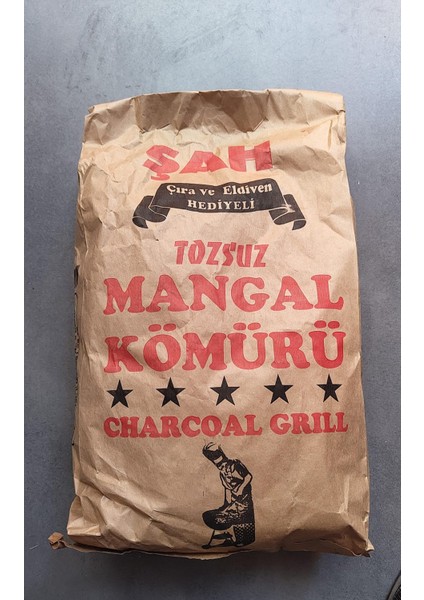 ŞAH
Çıra ve Eldiven
HEDİYELİ
TOZSUZ
MANGAL
KÖMÜRÜ
CHARCOAL GRILL